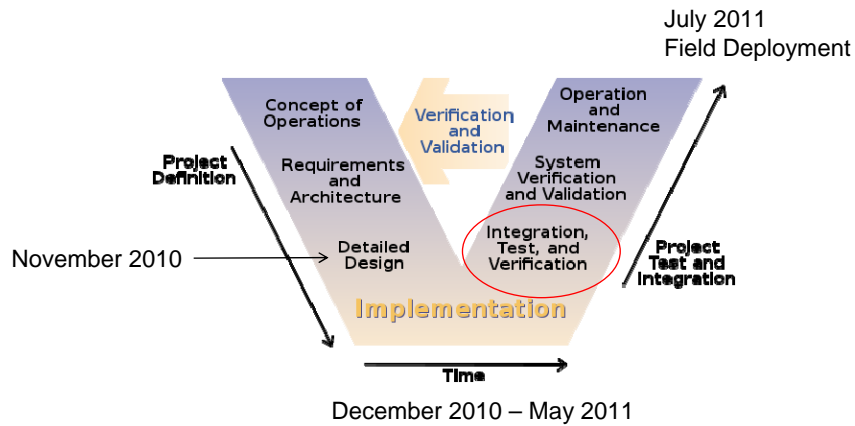 July 2011
Field Deployment
Concept of
Operations
Verification
and
Validation
Operation
and
Maintenance
Project
Definition
Requirements
and
Architecture
System
Verification
and Validation
November 2010
Detailed
Design
Integration,
Test, and
Verification
Project
Test and
Integration
Implementation
Time
December 2010 – May 2011